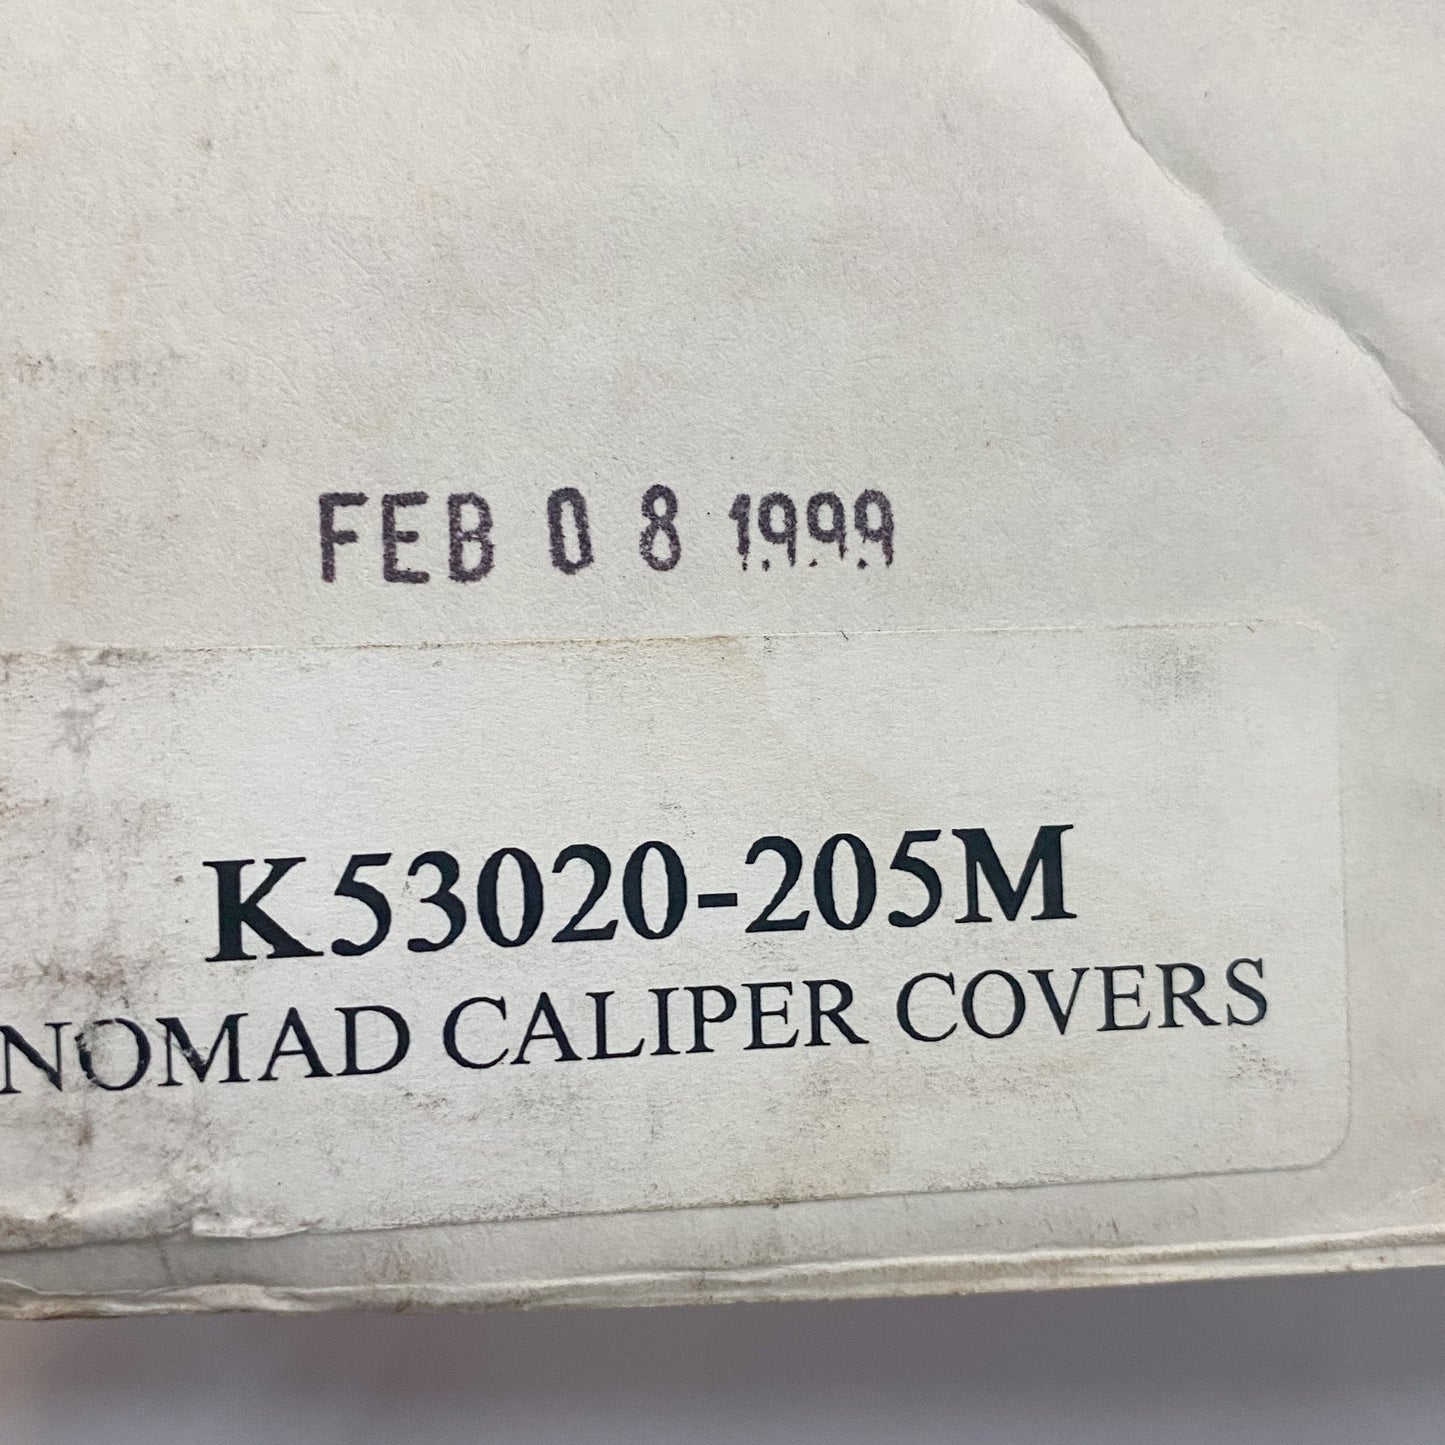 FEB 08 1999
K53020-205M
NOMAD CALIPER COVERS